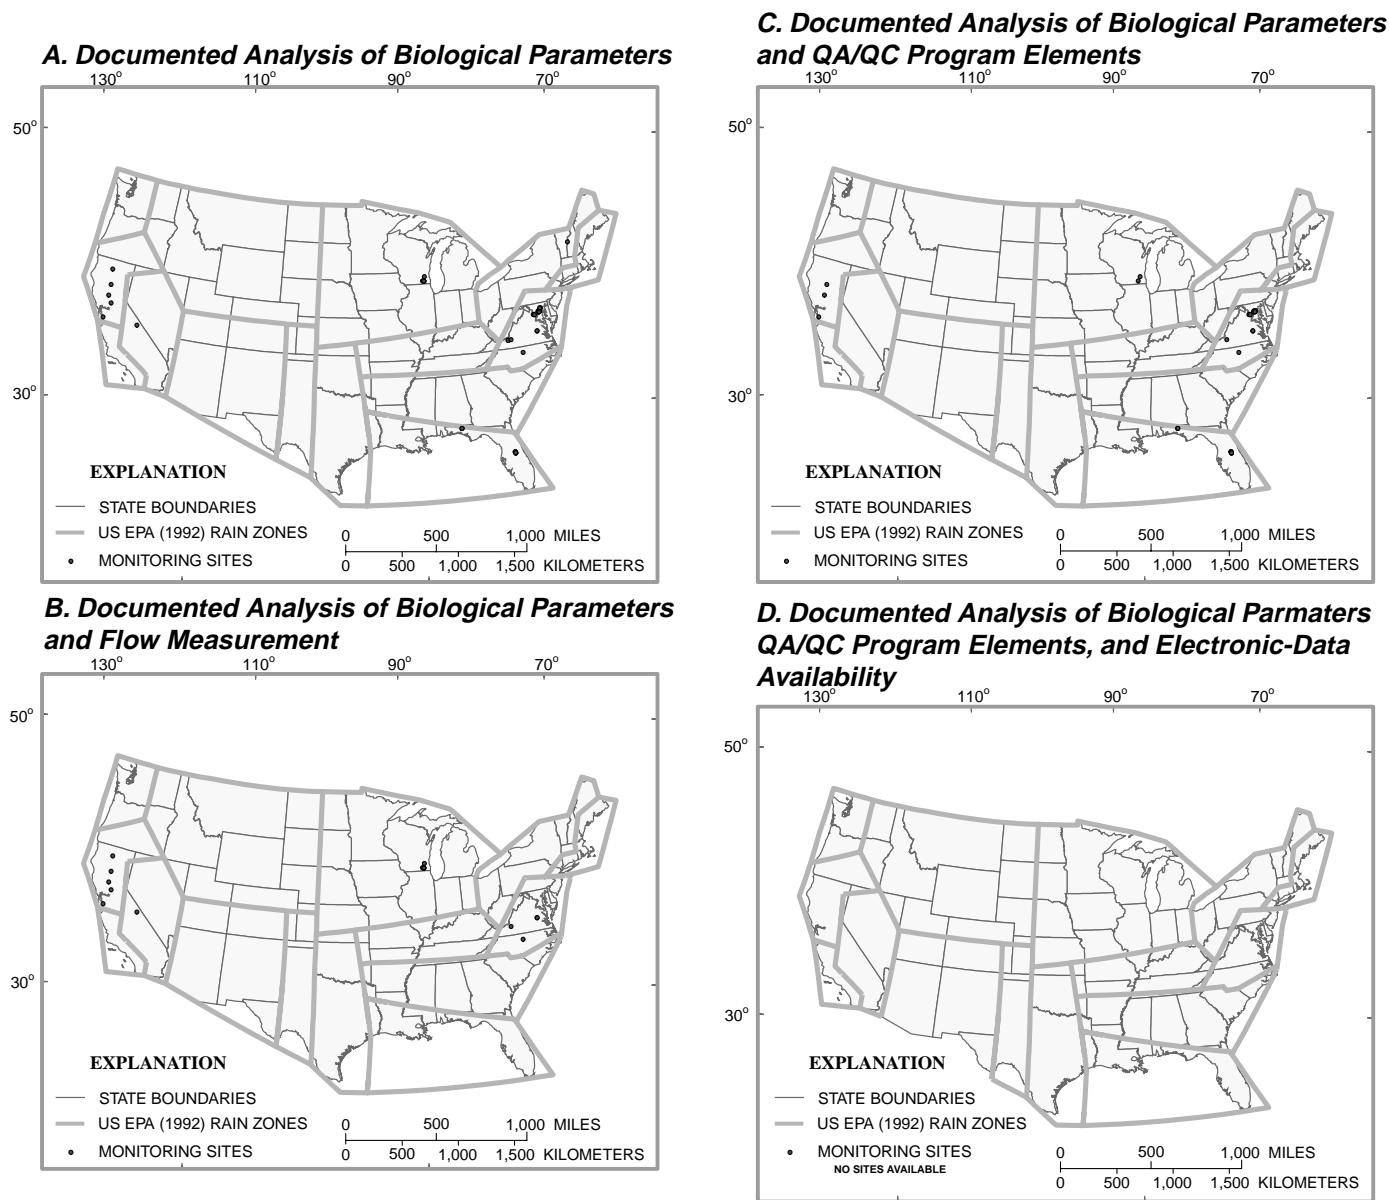 A. Documented Analysis of Biological Parameters
130° 110° 90° 70°
50°
30°
EXPLANATION
STATE BOUNDARIES
US EPA (1992) RAIN ZONES
MONITORING SITES
0 500 1,000 MILES
0 500 1,000 1,500 KILOMETERS
C. Documented Analysis of Biological Parameters
and QA/QC Program Elements
130° 110° 90° 70°
50°
30°
EXPLANATION
STATE BOUNDARIES
US EPA (1992) RAIN ZONES
MONITORING SITES
0 500 1,000 MILES
0 500 1,000 1,500 KILOMETERS
B. Documented Analysis of Biological Parameters
and Flow Measurement
130° 110° 90° 70°
50°
30°
EXPLANATION
STATE BOUNDARIES
US EPA (1992) RAIN ZONES
MONITORING SITES
0 500 1,000 MILES
0 500 1,000 1,500 KILOMETERS
D. Documented Analysis of Biological Parmaters
QA/QC Program Elements, and Electronic-Data
Availability
130° 110° 90° 70°
50°
30°
EXPLANATION
STATE BOUNDARIES
US EPA (1992) RAIN ZONES
MONITORING SITES
NO SITES AVAILABLE
0 500 1,000 MILES
0 500 1,000 1,500 KILOMETERS